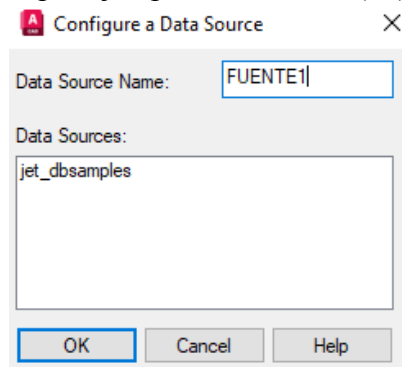 Configure a Data Source
Data Source Name: FUENTE1
Data Sources:
jet_dbsamples
OK Cancel Help